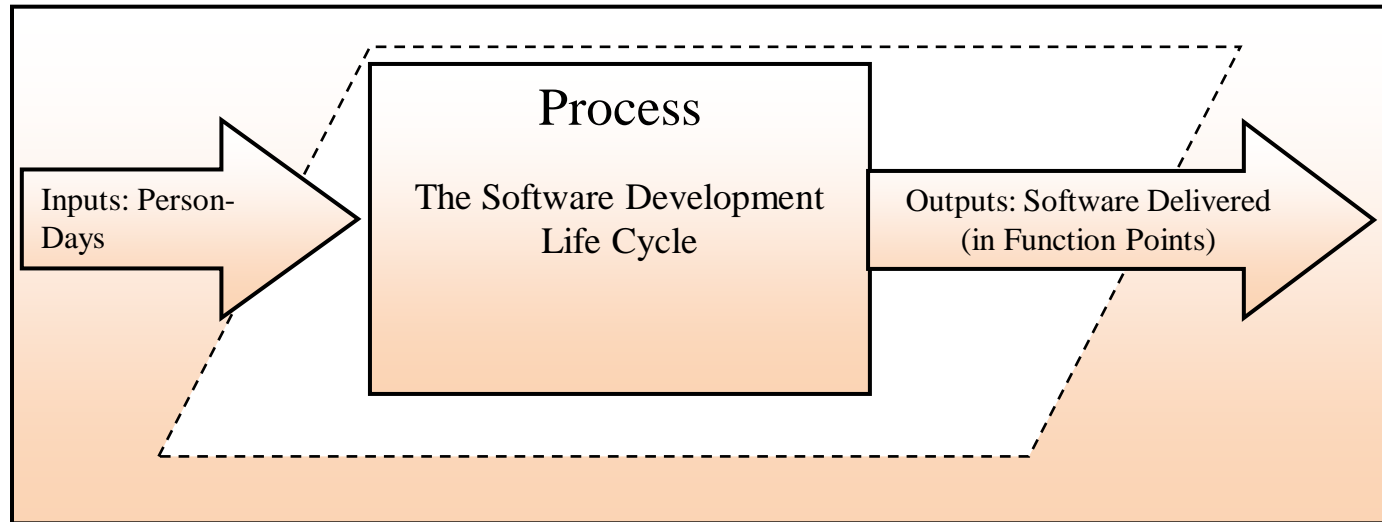 Process
Inputs: Person-
Days
The Software Development
Life Cycle
Outputs: Software Delivered
(in Function Points)